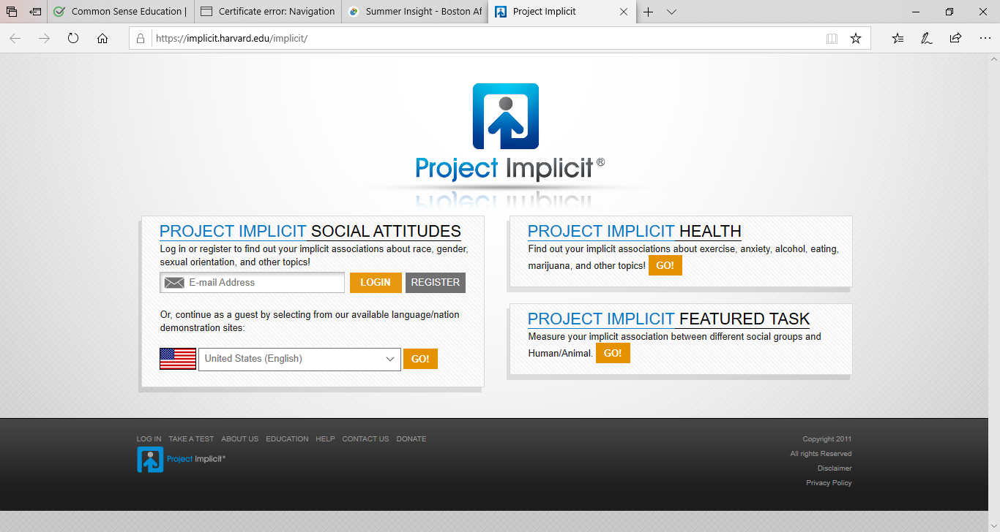 Common Sense Education |
Certificate error: Navigation
Summer Insight - Boston Af
Project Implicit
https://implicit.harvard.edu/implicit/
Project Implicit®
PROJECT IMPLICIT SOCIAL ATTITUDES
Log in or register to find out your implicit associations about race, gender,
sexual orientation, and other topics!
E-mail Address
LOGIN
REGISTER
Or, continue as a guest by selecting from our available language/nation
demonstration sites:
United States (English)
GO!
PROJECT IMPLICIT HEALTH
Find out your implicit associations about exercise, anxiety, alcohol, eating,
marijuana, and other topics! GO!
PROJECT IMPLICIT FEATURED TASK
Measure your implicit association between different social groups and
Human/Animal. GO!
LOG IN TAKE A TEST ABOUT US EDUCATION HELP CONTACT US DONATE
Project Implicit®
Copyright 2011
All rights Reserved
Disclaimer
Privacy Policy